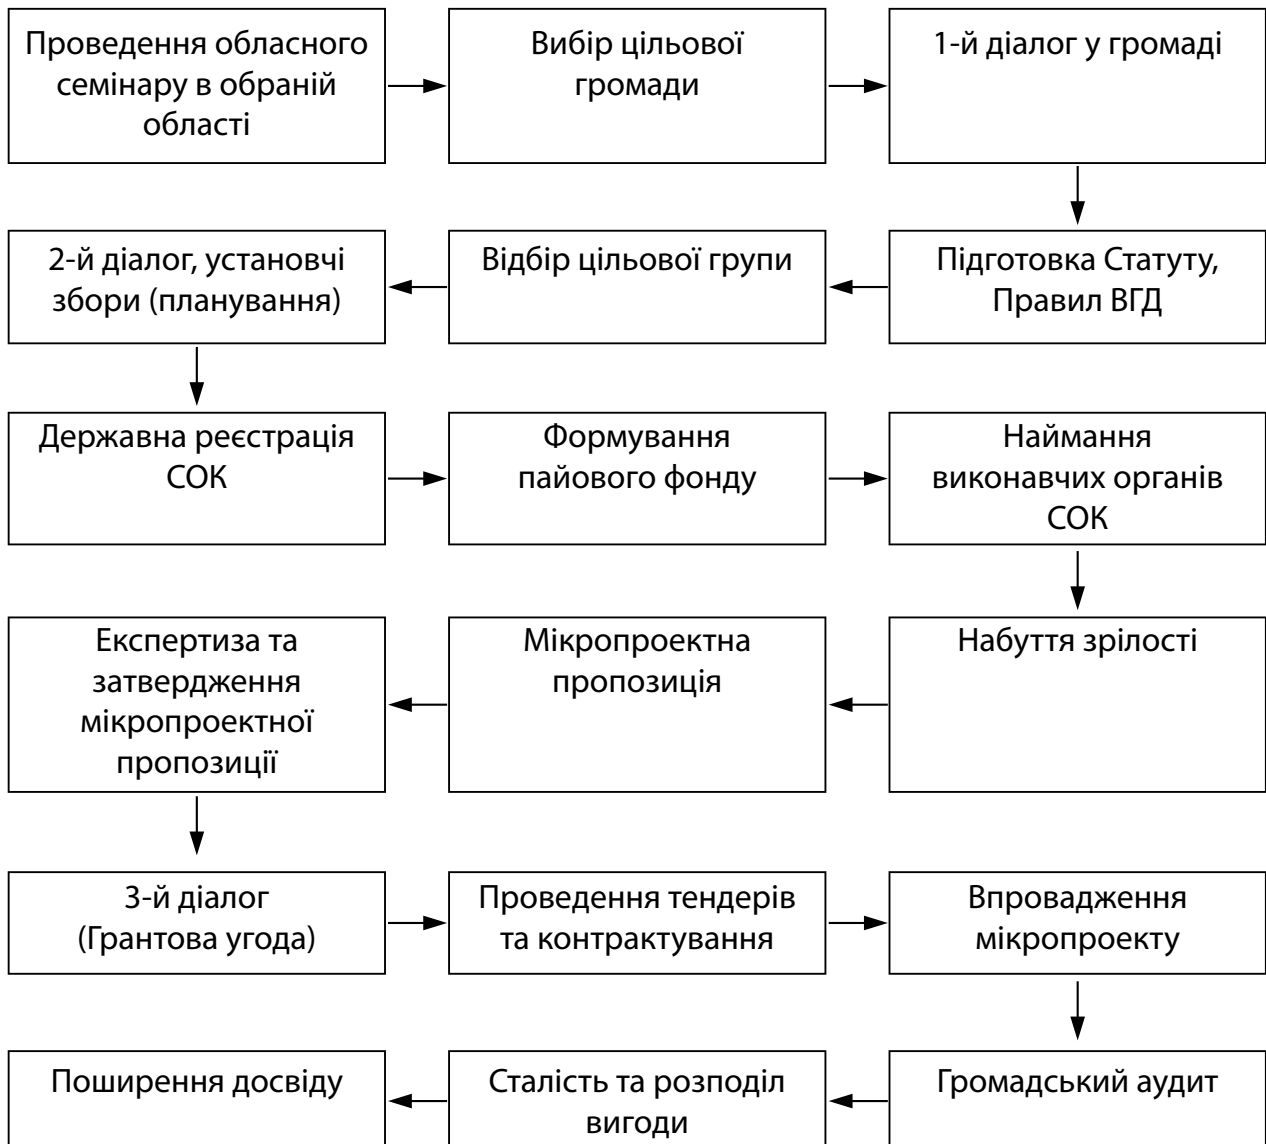 Проведення обласного
семінару в обраній
області
Вибір цільової
громади
1-й діалог у громаді
2-й діалог, установчі
збори (планування)
Відбір цільової групи
Підготовка Статуту,
Правил ВГД
Державна реєстрація
СОК
Формування
пайового фонду
Наймання
виконавчих органів
СОК
Експертиза та
затвердження
мікропроектної
пропозиції
Мікропроектна
пропозиція
Набуття зрілості
3-й діалог
(Грантова угода)
Проведення тендерів
та контрактування
Впровадження
мікропроекту
Поширення досвіду
Сталість та розподіл
вигоди
Громадський аудит